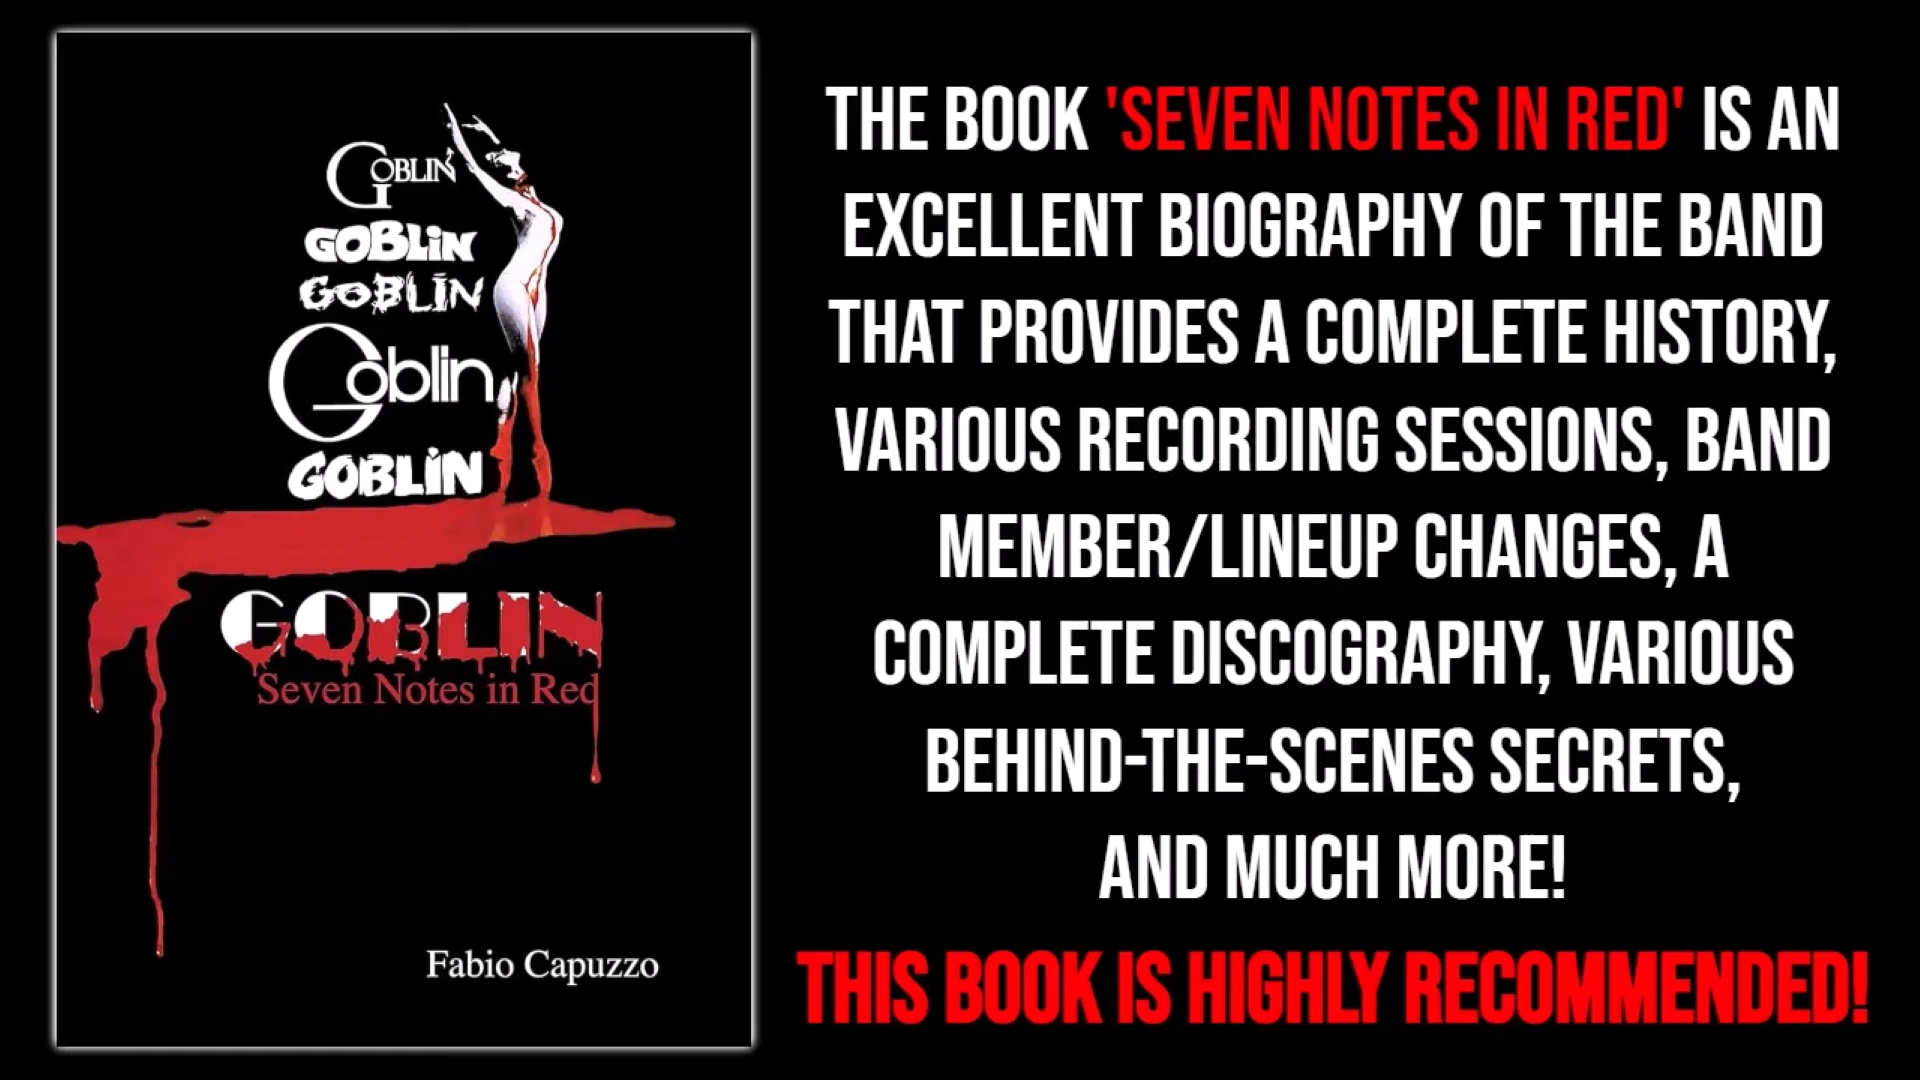 GOBLIN
GOBLIN
GOBLIN
Goblin
GOBLIN
GOBLIN
Seven Notes in Red
Fabio Capuzzo
THE BOOK 'SEVEN NOTES IN RED' IS AN
EXCELLENT BIOGRAPHY OF THE BAND
THAT PROVIDES A COMPLETE HISTORY,
VARIOUS RECORDING SESSIONS, BAND
MEMBER/LINEUP CHANGES, A
COMPLETE DISCOGRAPHY, VARIOUS
BEHIND-THE-SCENES SECRETS,
AND MUCH MORE!
THIS BOOK IS HIGHLY RECOMMENDED!